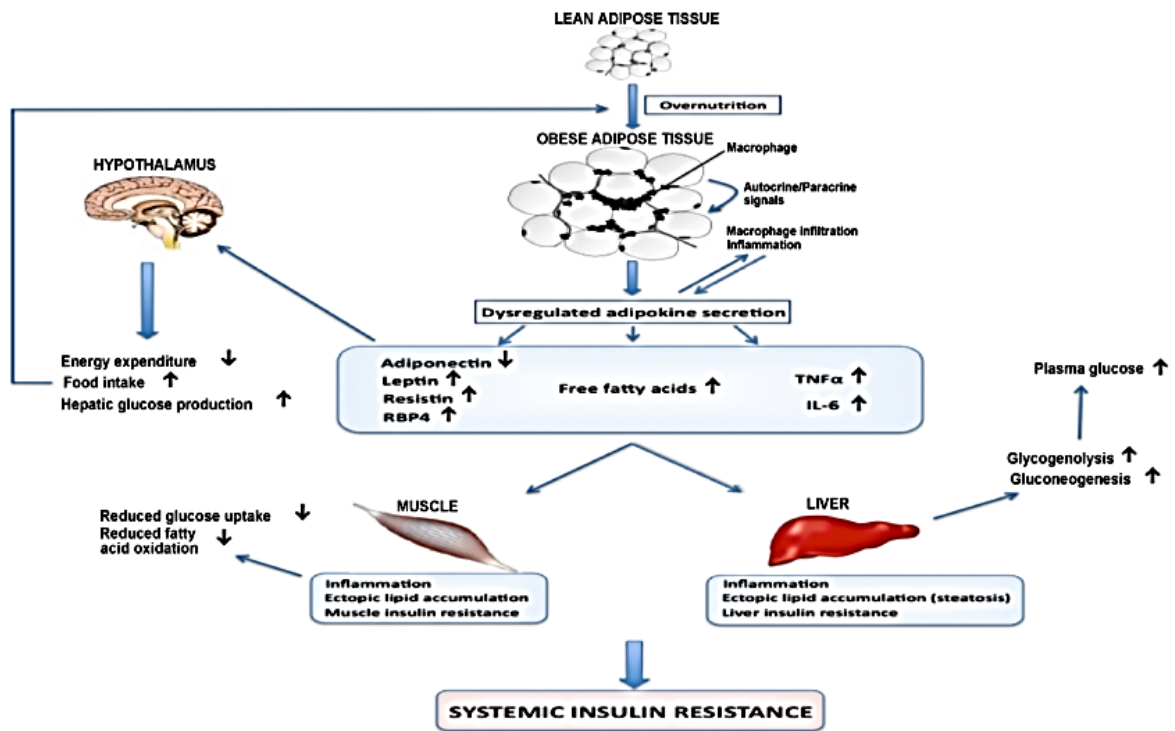 LEAN ADIPOSE TISSUE
Overnutrition
OBESE ADIPOSE TISSUE
Macrophage
Autocrine/Paracrine
signals
Macrophage infiltration
Inflammation
HYPOTHALAMUS
Dysregulated adipokine secretion
Energy expenditure ↓
Food intake ↑
Hepatic glucose production ↑
Adiponectin ↓
Leptin ↑
Resistin ↑
RBP4 ↑
Free fatty acids ↑
TNFα ↑
IL-6 ↑
Plasma glucose ↑
Glycogenolysis ↑
Gluconeogenesis ↑
MUSCLE
Reduced glucose uptake ↓
Reduced fatty ↓
acid oxidation
Inflammation
Ectopic lipid accumulation
Muscle insulin resistance
LIVER
Inflammation
Ectopic lipid accumulation (steatosis)
Liver insulin resistance
SYSTEMIC INSULIN RESISTANCE